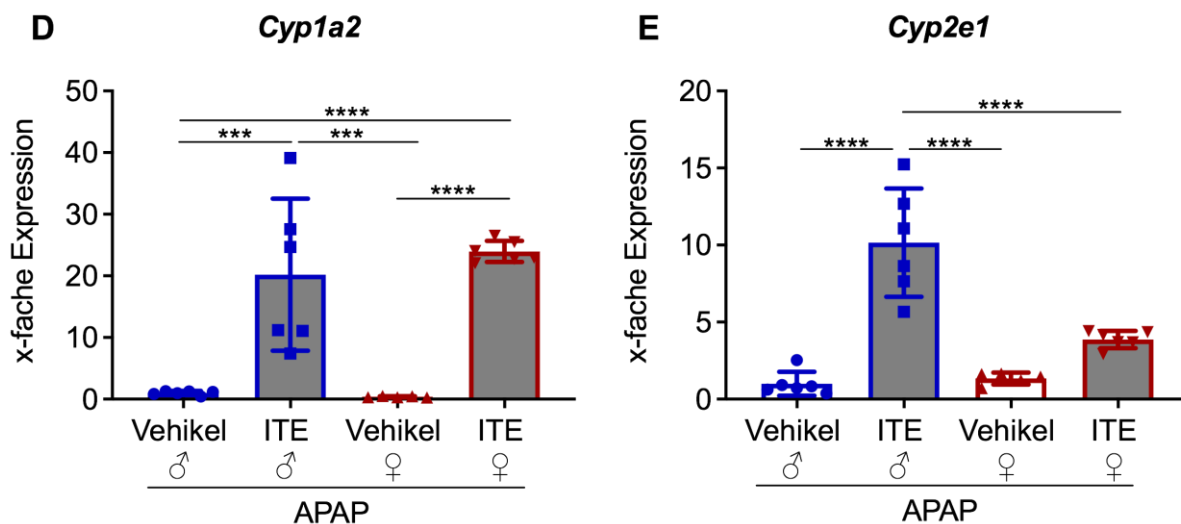 D Cyp1a2
x-fache Expression
50
40
30
20
10
0
****
*** ***
****
Vehikel ITE Vehikel ITE
♂ ♂ ♀ ♀
APAP
E Cyp2e1
x-fache Expression
20
15
10
5
0
****
**** ****
Vehikel ITE Vehikel ITE
♂ ♂ ♀ ♀
APAP